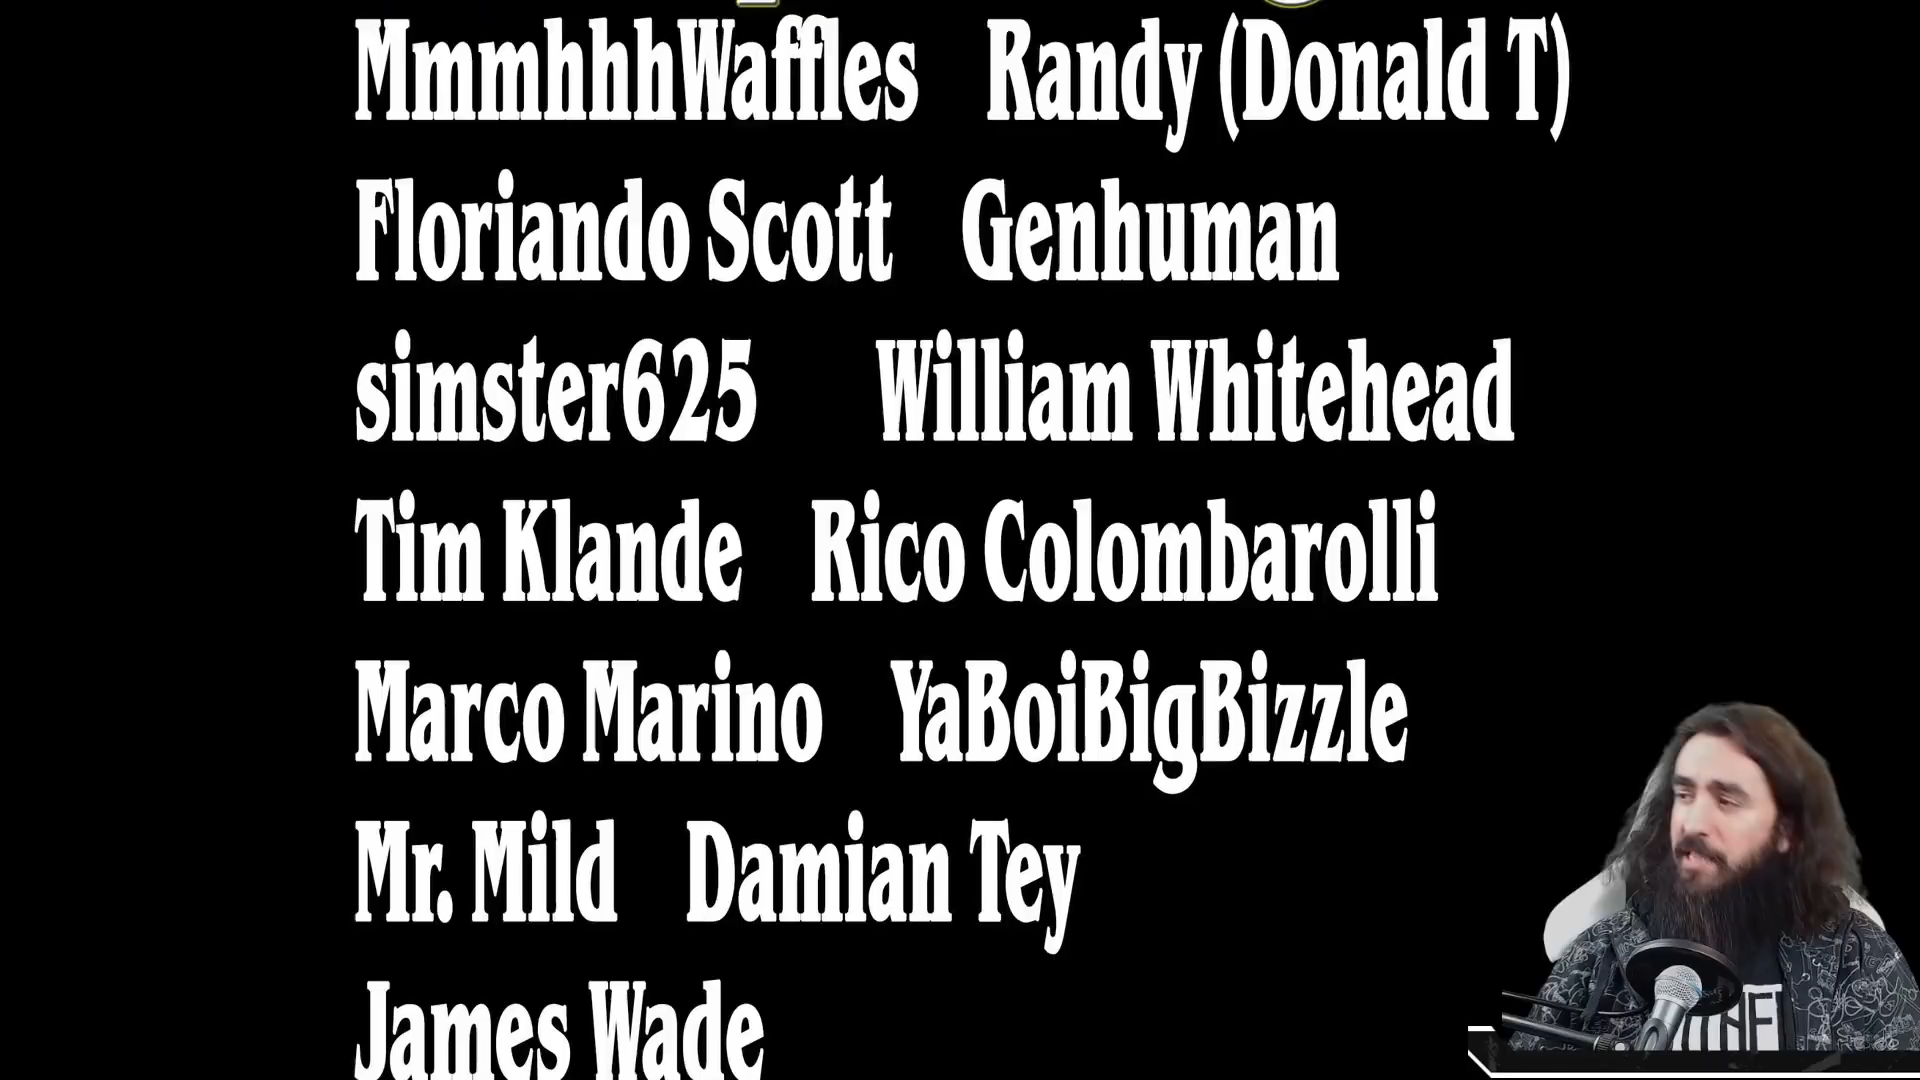 MmmhhhWaffles Randy (Donald T)
Floriando Scott Genhuman
simster625 William Whitehead
Tim Klande Rico Colombarolli
Marco Marino YaBoiBigBizzle
Mr. Mild Damian Tey
James Wade